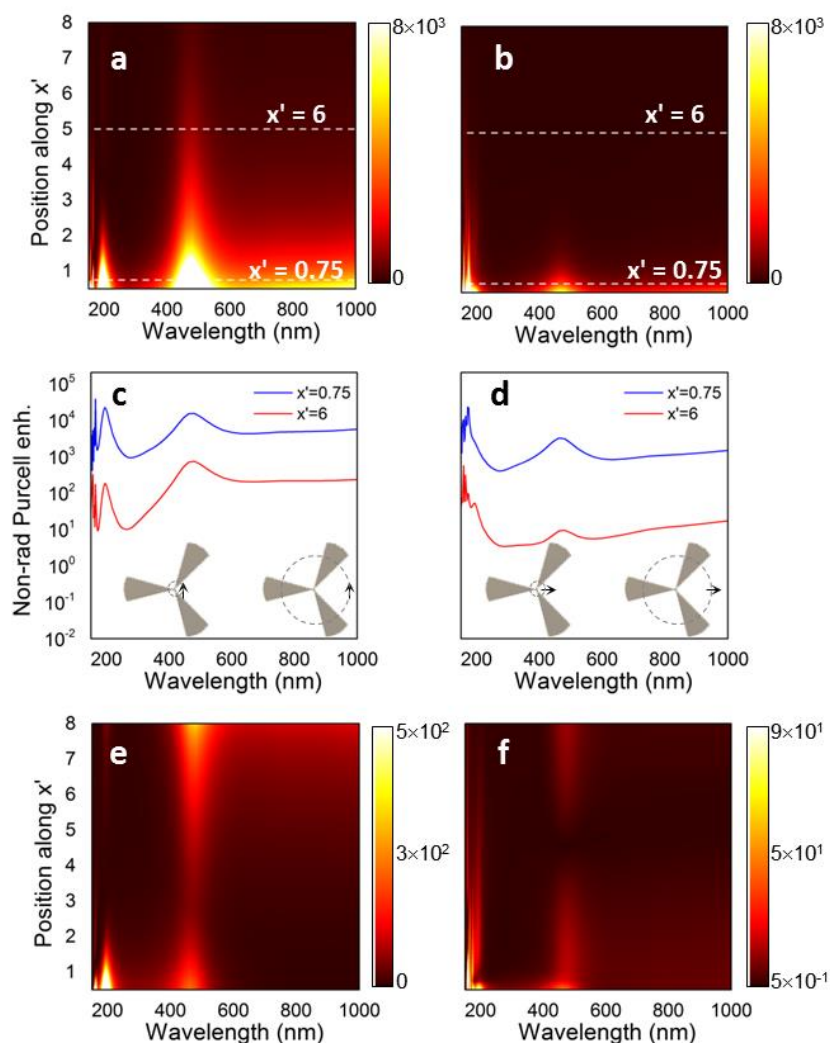 a
8×10³
8
7
6
5
4
3
2
1
Position along x'
x' = 6
x' = 0.75
0
200 400 600 800 1000
Wavelength (nm)
b
8×10³
x' = 6
x' = 0.75
0
200 400 600 800 1000
Wavelength (nm)
c
10⁵
10⁴
10³
10²
10¹
10⁰
10⁻¹
10⁻²
Non-rad Purcell enh.
x'=0.75
x'=6
200 400 600 800 1000
Wavelength (nm)
d
x'=0.75
x'=6
200 400 600 800 1000
Wavelength (nm)
e
8
7
6
5
4
3
2
1
Position along x'
5×10²
3×10²
0
200 400 600 800 1000
Wavelength (nm)
f
9×10¹
5×10¹
5×10⁻¹
200 400 600 800 1000
Wavelength (nm)